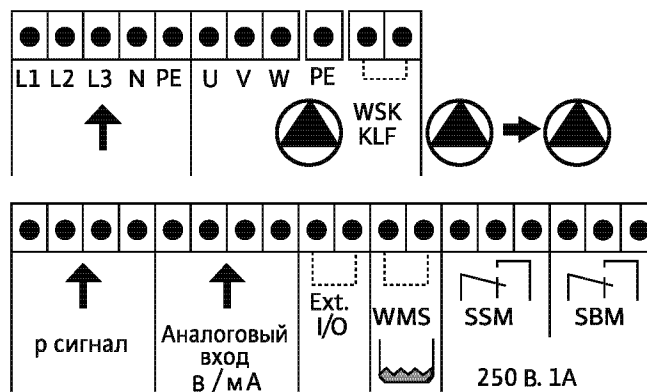 L1 L2 L3 N PE U V W PE
WSK
KLF
р сигнал
Аналоговый
вход
В / мА
Ext.
I/O
WMS
SSM
SBM
250 В. 1А